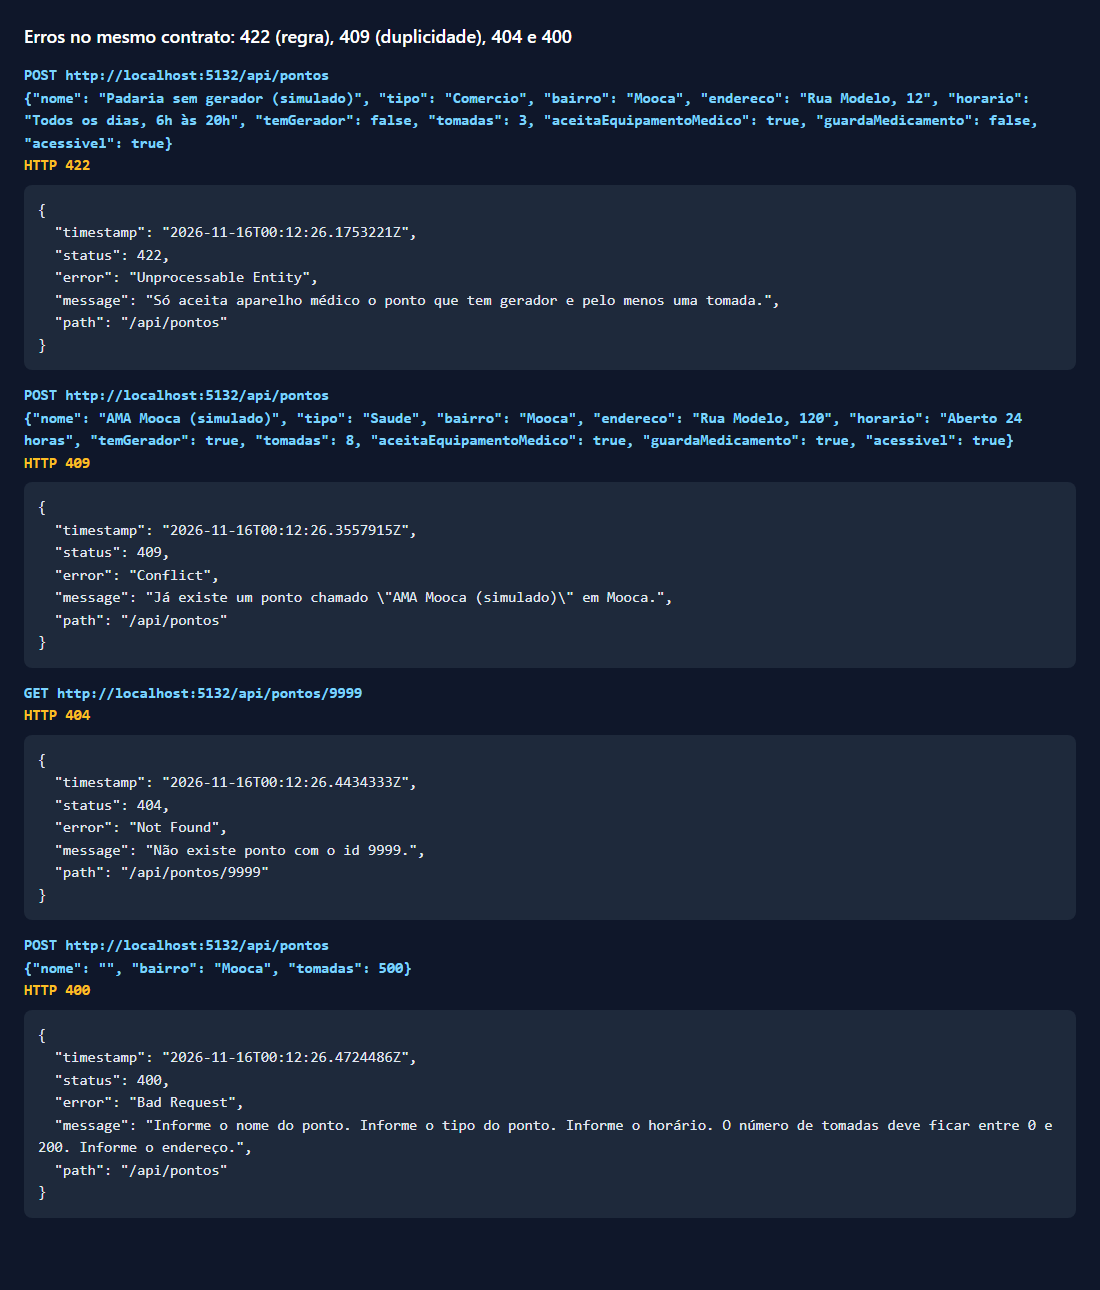 Erros no mesmo contrato: 422 (regra), 409 (duplicidade), 404 e 400
POST http://localhost:5132/api/pontos
{"nome": "Padaria sem gerador (simulado)", "tipo": "Comercio", "bairro": "Mooca", "endereco": "Rua Modelo, 12", "horario":
"Todos os dias, 6h às 20h", "temGerador": false, "tomadas": 3, "aceitaEquipamentoMedico": true, "guardaMedicamento": false,
"acessivel": true}
HTTP 422
{
  "timestamp": "2026-11-16T00:12:26.1753221Z",
  "status": 422,
  "error": "Unprocessable Entity",
  "message": "Só aceita aparelho médico o ponto que tem gerador e pelo menos uma tomada.",
  "path": "/api/pontos"
}
POST http://localhost:5132/api/pontos
{"nome": "AMA Mooca (simulado)", "tipo": "Saude", "bairro": "Mooca", "endereco": "Rua Modelo, 120", "horario": "Aberto 24
horas", "temGerador": true, "tomadas": 8, "aceitaEquipamentoMedico": true, "guardaMedicamento": true, "acessivel": true}
HTTP 409
{
  "timestamp": "2026-11-16T00:12:26.3557915Z",
  "status": 409,
  "error": "Conflict",
  "message": "Já existe um ponto chamado \"AMA Mooca (simulado)\" em Mooca.",
  "path": "/api/pontos"
}
GET http://localhost:5132/api/pontos/9999
HTTP 404
{
  "timestamp": "2026-11-16T00:12:26.4434333Z",
  "status": 404,
  "error": "Not Found",
  "message": "Não existe ponto com o id 9999.",
  "path": "/api/pontos/9999"
}
POST http://localhost:5132/api/pontos
{"nome": "", "bairro": "Mooca", "tomadas": 500}
HTTP 400
{
  "timestamp": "2026-11-16T00:12:26.4724486Z",
  "status": 400,
  "error": "Bad Request",
  "message": "Informe o nome do ponto. Informe o tipo do ponto. Informe o horário. O número de tomadas deve ficar entre 0 e
200. Informe o endereço.",
  "path": "/api/pontos"
}